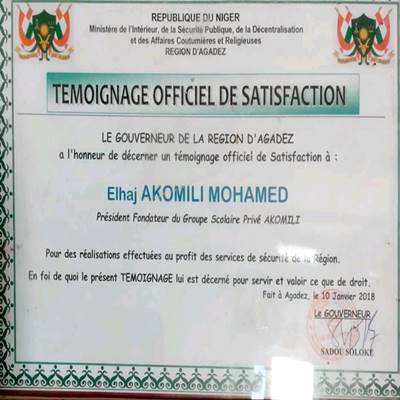 REPUBLIQUE DU NIGER
Ministère de l'Intérieur, de la Sécurité Publique, de la Décentralisation
et des Affaires Coutumières et Religieuses
REGION D'AGADEZ
TEMOIGNAGE OFFICIEL DE SATISFACTION
LE GOUVERNEUR DE LA REGION D'AGADEZ
a l'honneur de décerner un témoignage officiel de Satisfaction à :
Elhaj AKOMILI MOHAMED
Président Fondateur du Groupe Scolaire Privé AKOMILI
Pour des réalisations effectuées au profit des services de sécurité de la Région.
En foi de quoi le présent TEMOIGNAGE lui est décerné pour servir et valoir ce que de droit.
Fait à Agadez, le 10 Janvier 2018
Le GOUVERNEUR
SADOU SOLOKE